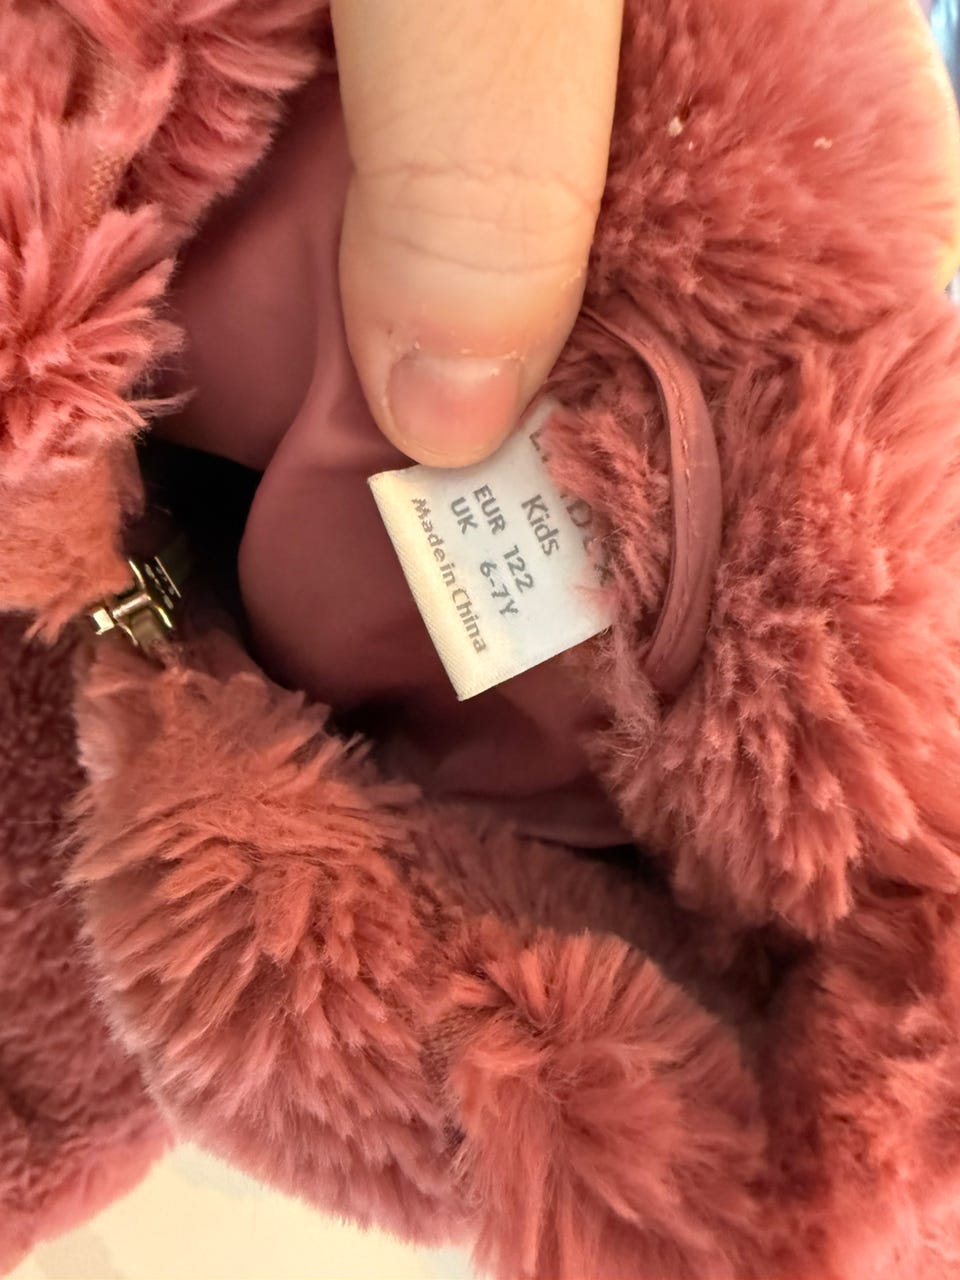 Kids
EUR 122
UK 6-7Y
Made in China